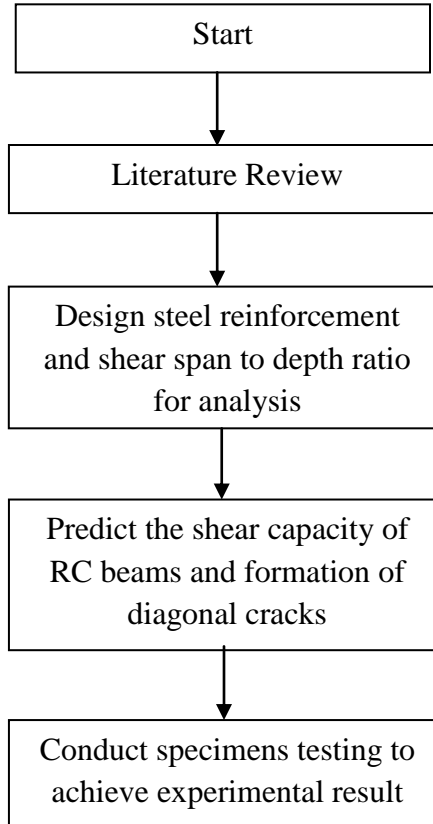 Start
Literature Review
Design steel reinforcement
and shear span to depth ratio
for analysis
Predict the shear capacity of
RC beams and formation of
diagonal cracks
Conduct specimens testing to
achieve experimental result